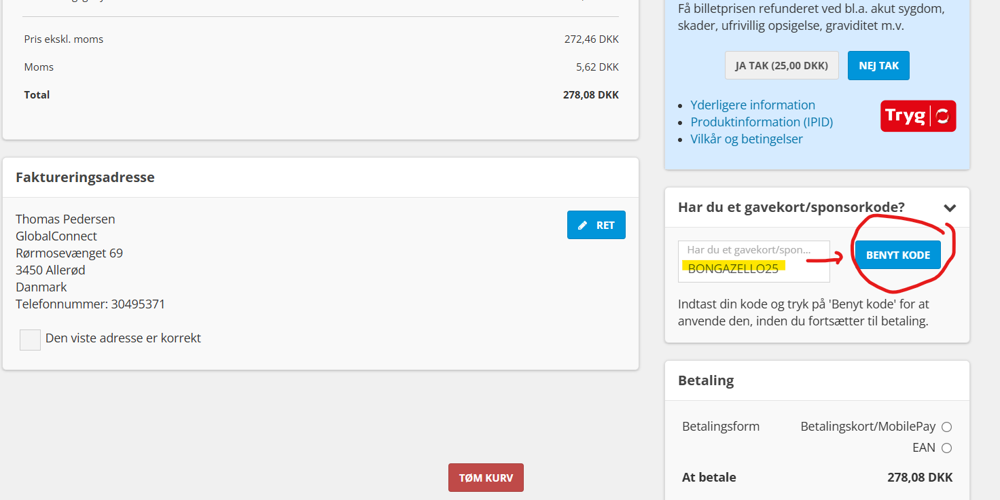 Pris ekskl. moms 272,46 DKK
Moms 5,62 DKK
Total 278,08 DKK
Faktureringsadresse
Thomas Pedersen
GlobalConnect
Rørmosevænget 69
3450 Allerød
Danmark
Telefonnummer: 30495371
RET
Den viste adresse er korrekt
TØM KURV
Få billetprisen refunderet ved bl.a. akut sygdom,
skader, ufrivillig opsigelse, graviditet m.v.
JA TAK (25,00 DKK) NEJ TAK
Yderligere information
Produktinformation (IPID)
Vilkår og betingelser
Tryg
Har du et gavekort/sponsorkode?
Har du et gavekort/spon...
BONGAZELLO25
BENYT KODE
Indtast din kode og tryk på 'Benyt kode' for at
anvende den, inden du fortsætter til betaling.
Betaling
Betalingsform Betalingskort/MobilePay
EAN
At betale 278,08 DKK